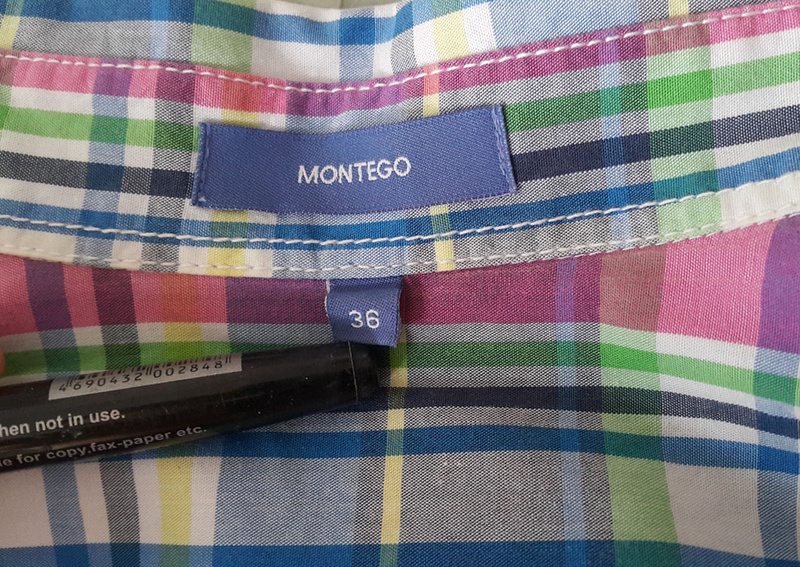 MONTEGO
36
4690432002848
hen not in use.
e for copy.fax-paper etc.